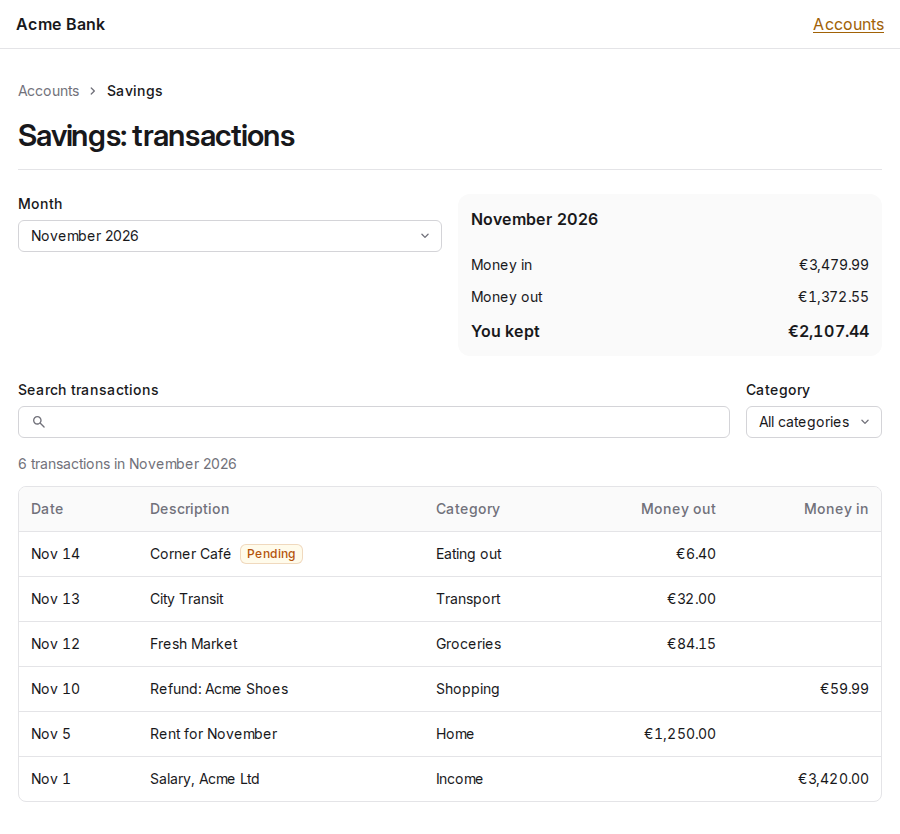 Acme Bank Accounts
Accounts Savings
Savings: transactions
Month
November 2026
November 2026
Money in €3,479.99
Money out €1,372.55
You kept €2,107.44
Search transactions
Category
All categories
6 transactions in November 2026
Date Description Category Money out Money in
Nov 14 Corner Café Pending Eating out €6.40
Nov 13 City Transit Transport €32.00
Nov 12 Fresh Market Groceries €84.15
Nov 10 Refund: Acme Shoes Shopping €59.99
Nov 5 Rent for November Home €1,250.00
Nov 1 Salary, Acme Ltd Income €3,420.00